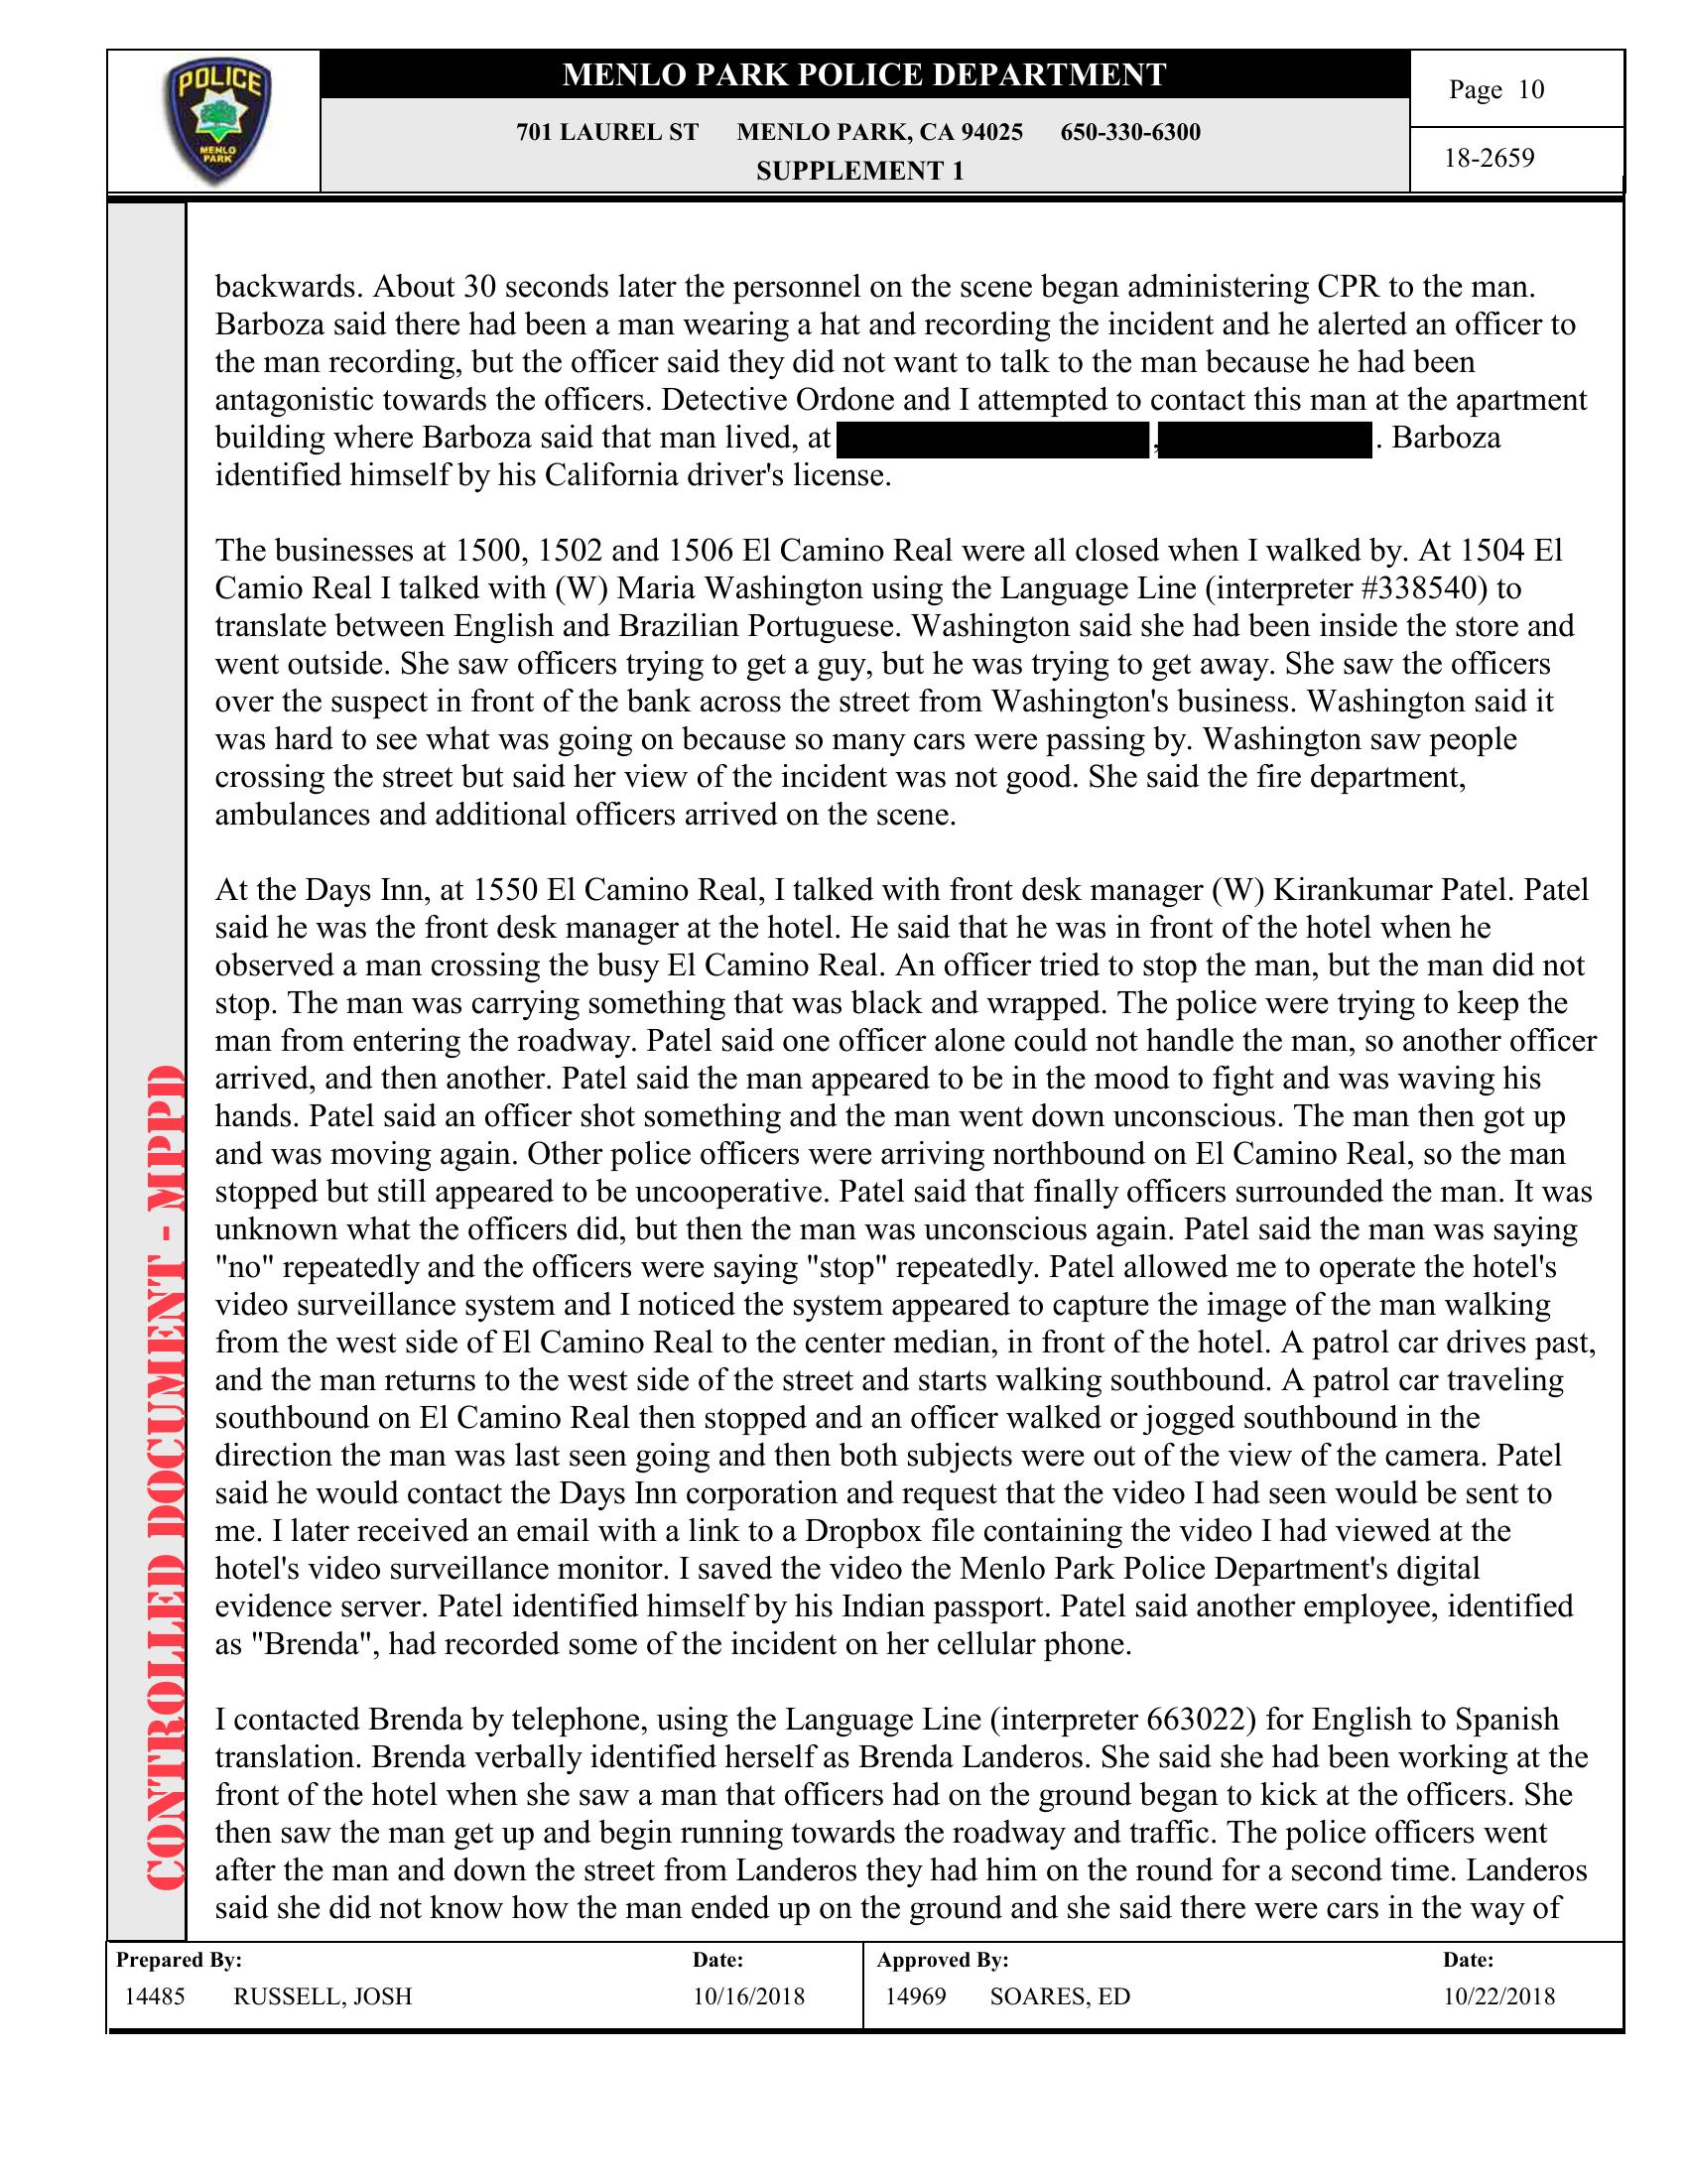 POLICE
MENLO
PARK
MENLO PARK POLICE DEPARTMENT
701 LAUREL ST MENLO PARK, CA 94025 650-330-6300
SUPPLEMENT 1
Page 10
18-2659
backwards. About 30 seconds later the personnel on the scene began administering CPR to the man.
Barboza said there had been a man wearing a hat and recording the incident and he alerted an officer to
the man recording, but the officer said they did not want to talk to the man because he had been
antagonistic towards the officers. Detective Ordone and I attempted to contact this man at the apartment
building where Barboza said that man lived, at , . Barboza
identified himself by his California driver's license.
The businesses at 1500, 1502 and 1506 El Camino Real were all closed when I walked by. At 1504 El
Camio Real I talked with (W) Maria Washington using the Language Line (interpreter #338540) to
translate between English and Brazilian Portuguese. Washington said she had been inside the store and
went outside. She saw officers trying to get a guy, but he was trying to get away. She saw the officers
over the suspect in front of the bank across the street from Washington's business. Washington said it
was hard to see what was going on because so many cars were passing by. Washington saw people
crossing the street but said her view of the incident was not good. She said the fire department,
ambulances and additional officers arrived on the scene.
At the Days Inn, at 1550 El Camino Real, I talked with front desk manager (W) Kirankumar Patel. Patel
said he was the front desk manager at the hotel. He said that he was in front of the hotel when he
observed a man crossing the busy El Camino Real. An officer tried to stop the man, but the man did not
stop. The man was carrying something that was black and wrapped. The police were trying to keep the
man from entering the roadway. Patel said one officer alone could not handle the man, so another officer
arrived, and then another. Patel said the man appeared to be in the mood to fight and was waving his
hands. Patel said an officer shot something and the man went down unconscious. The man then got up
and was moving again. Other police officers were arriving northbound on El Camino Real, so the man
stopped but still appeared to be uncooperative. Patel said that finally officers surrounded the man. It was
unknown what the officers did, but then the man was unconscious again. Patel said the man was saying
"no" repeatedly and the officers were saying "stop" repeatedly. Patel allowed me to operate the hotel's
video surveillance system and I noticed the system appeared to capture the image of the man walking
from the west side of El Camino Real to the center median, in front of the hotel. A patrol car drives past,
and the man returns to the west side of the street and starts walking southbound. A patrol car traveling
southbound on El Camino Real then stopped and an officer walked or jogged southbound in the
direction the man was last seen going and then both subjects were out of the view of the camera. Patel
said he would contact the Days Inn corporation and request that the video I had seen would be sent to
me. I later received an email with a link to a Dropbox file containing the video I had viewed at the
hotel's video surveillance monitor. I saved the video the Menlo Park Police Department's digital
evidence server. Patel identified himself by his Indian passport. Patel said another employee, identified
as "Brenda", had recorded some of the incident on her cellular phone.
I contacted Brenda by telephone, using the Language Line (interpreter 663022) for English to Spanish
translation. Brenda verbally identified herself as Brenda Landeros. She said she had been working at the
front of the hotel when she saw a man that officers had on the ground began to kick at the officers. She
then saw the man get up and begin running towards the roadway and traffic. The police officers went
after the man and down the street from Landeros they had him on the round for a second time. Landeros
said she did not know how the man ended up on the ground and she said there were cars in the way of
CONTROLLED DOCUMENT - MPPD
Prepared By: Date: Approved By: Date:
14485 RUSSELL, JOSH 10/16/2018 14969 SOARES, ED 10/22/2018